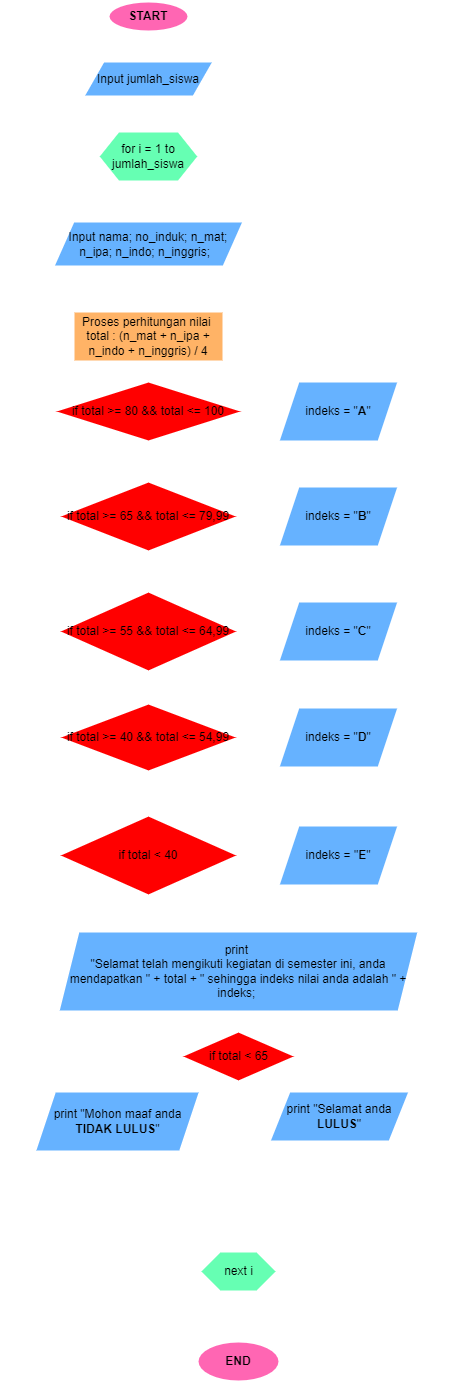 START
Input jumlah_siswa
for i = 1 to
jumlah_siswa
Input nama; no_induk; n_mat;
n_ipa; n_indo; n_inggris;
Proses perhitungan nilai
total : (n_mat + n_ipa +
n_indo + n_inggris) / 4
if total >= 80 && total <= 100
indeks = "A"
if total >= 65 && total <= 79,99
indeks = "B"
if total >= 55 && total <= 64,99
indeks = "C"
if total >= 40 && total <= 54,99
indeks = "D"
if total < 40
indeks = "E"
print
"Selamat telah mengikuti kegiatan di semester ini, anda
mendapatkan " + total + " sehingga indeks nilai anda adalah " +
indeks;
if total < 65
print "Mohon maaf anda
TIDAK LULUS"
print "Selamat anda
LULUS"
next i
END